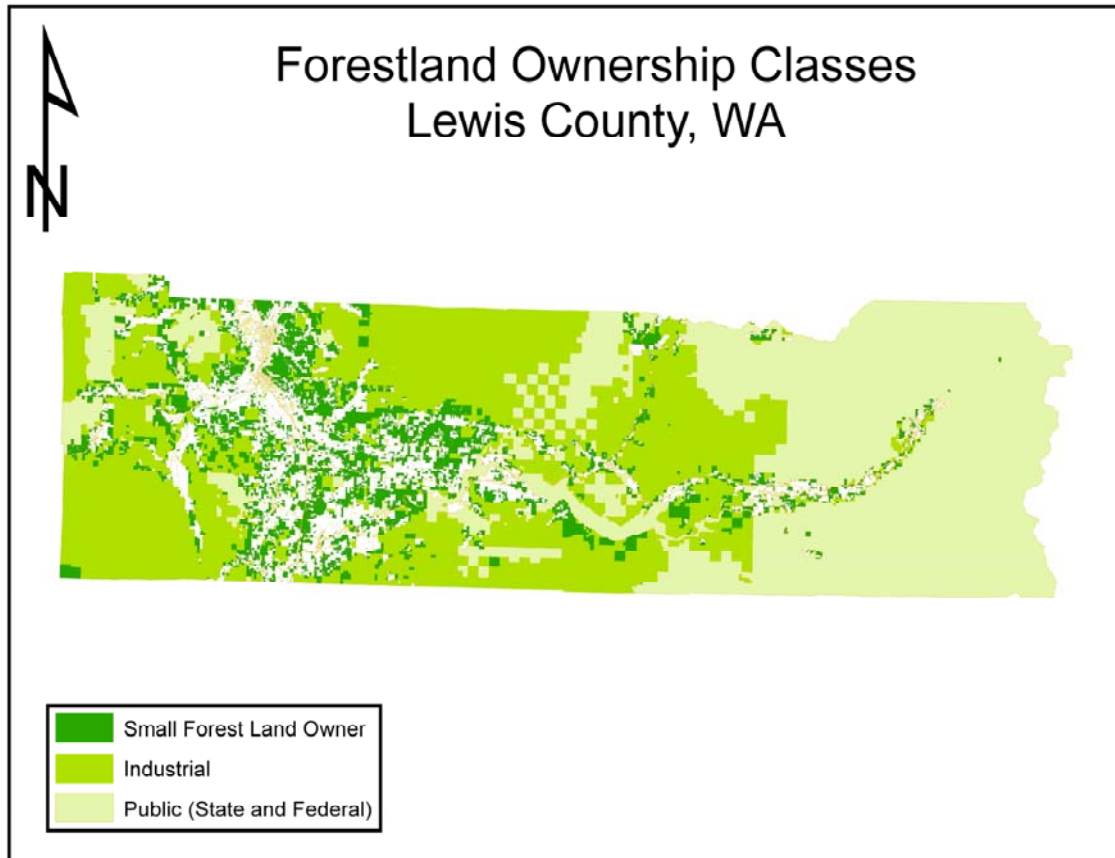 Forestland Ownership Classes
Lewis County, WA
N
Small Forest Land Owner
Industrial
Public (State and Federal)